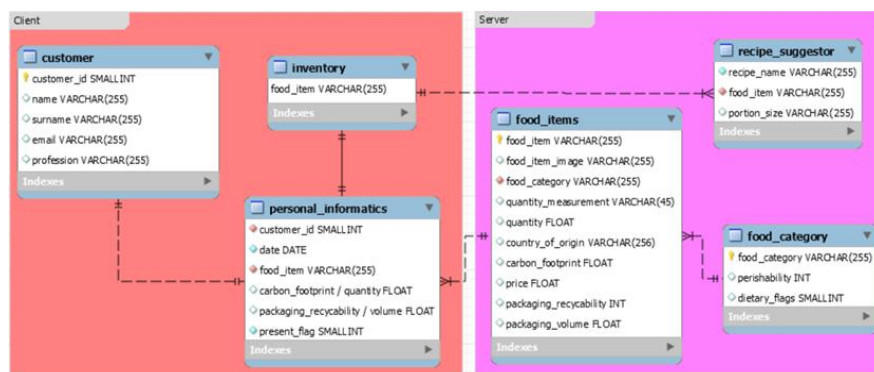 Client
customer
customer_id SMALLINT
name VARCHAR(255)
surname VARCHAR(255)
email VARCHAR(255)
profession VARCHAR(255)
Indexes
inventory
food_item VARCHAR(255)
Indexes
personal_informatics
customer_id SMALLINT
date DATE
food_item VARCHAR(255)
carbon_footprint / quantity FLOAT
packaging_recycability / volume FLOAT
present_flag SMALLINT
Indexes
Server
food_items
food_item VARCHAR(255)
food_item_image VARCHAR(255)
food_category VARCHAR(255)
quantity_measurement VARCHAR(45)
quantity FLOAT
country_of_origin VARCHAR(256)
carbon_footprint FLOAT
price FLOAT
packaging_recycability INT
packaging_volume FLOAT
Indexes
recipe_suggestor
recipe_name VARCHAR(255)
food_item VARCHAR(255)
portion_size VARCHAR(255)
Indexes
food_category
food_category VARCHAR(255)
perishability INT
dietary_flags SMALLINT
Indexes